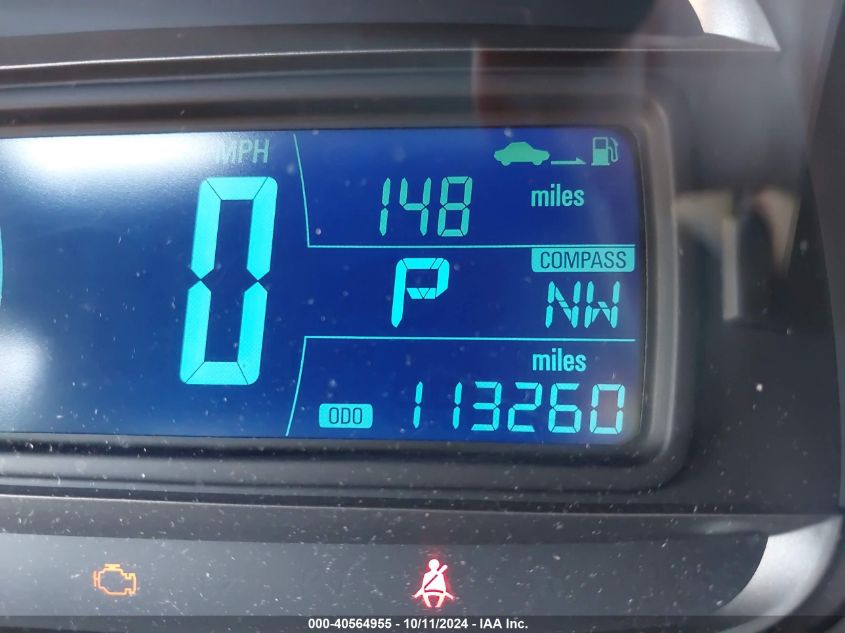 MPH
0
148
miles
P
COMPASS
NW
miles
ODO 113260
000-40564955 - 10/11/2024 - IAA Inc.